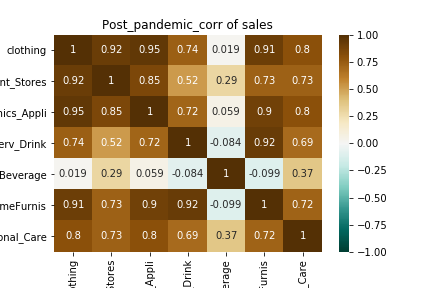 Post_pandemic_corr of sales
clothing 1 0.92 0.95 0.74 0.019 0.91 0.8
nt_Stores 0.92 1 0.85 0.52 0.29 0.73 0.73
nics_Appli 0.95 0.85 1 0.72 0.059 0.9 0.8
erv_Drink 0.74 0.52 0.72 1 -0.084 0.92 0.69
Beverage 0.019 0.29 0.059 -0.084 1 -0.099 0.37
meFurnis 0.91 0.73 0.9 0.92 -0.099 1 0.72
onal_Care 0.8 0.73 0.8 0.69 0.37 0.72 1
thing
Stores
_Appli
Drink
erage
Furnis
_Care
1.00
0.75
0.50
0.25
0.00
−0.25
−0.50
−0.75
−1.00